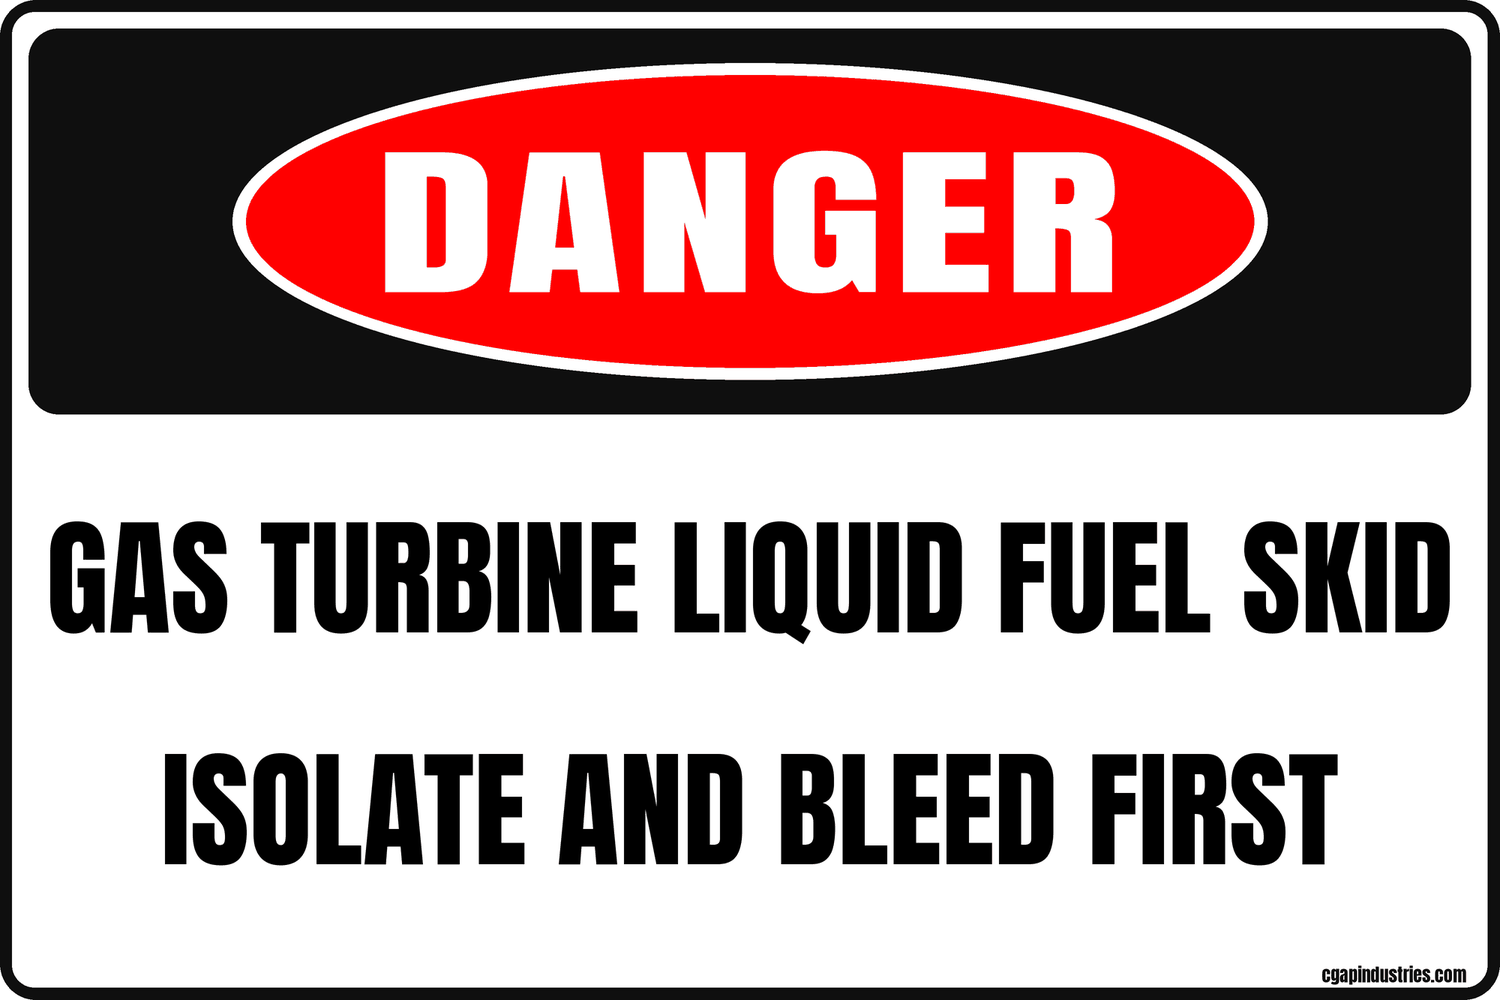 DANGER
GAS TURBINE LIQUID FUEL SKID
ISOLATE AND BLEED FIRST
cgapindustries.com